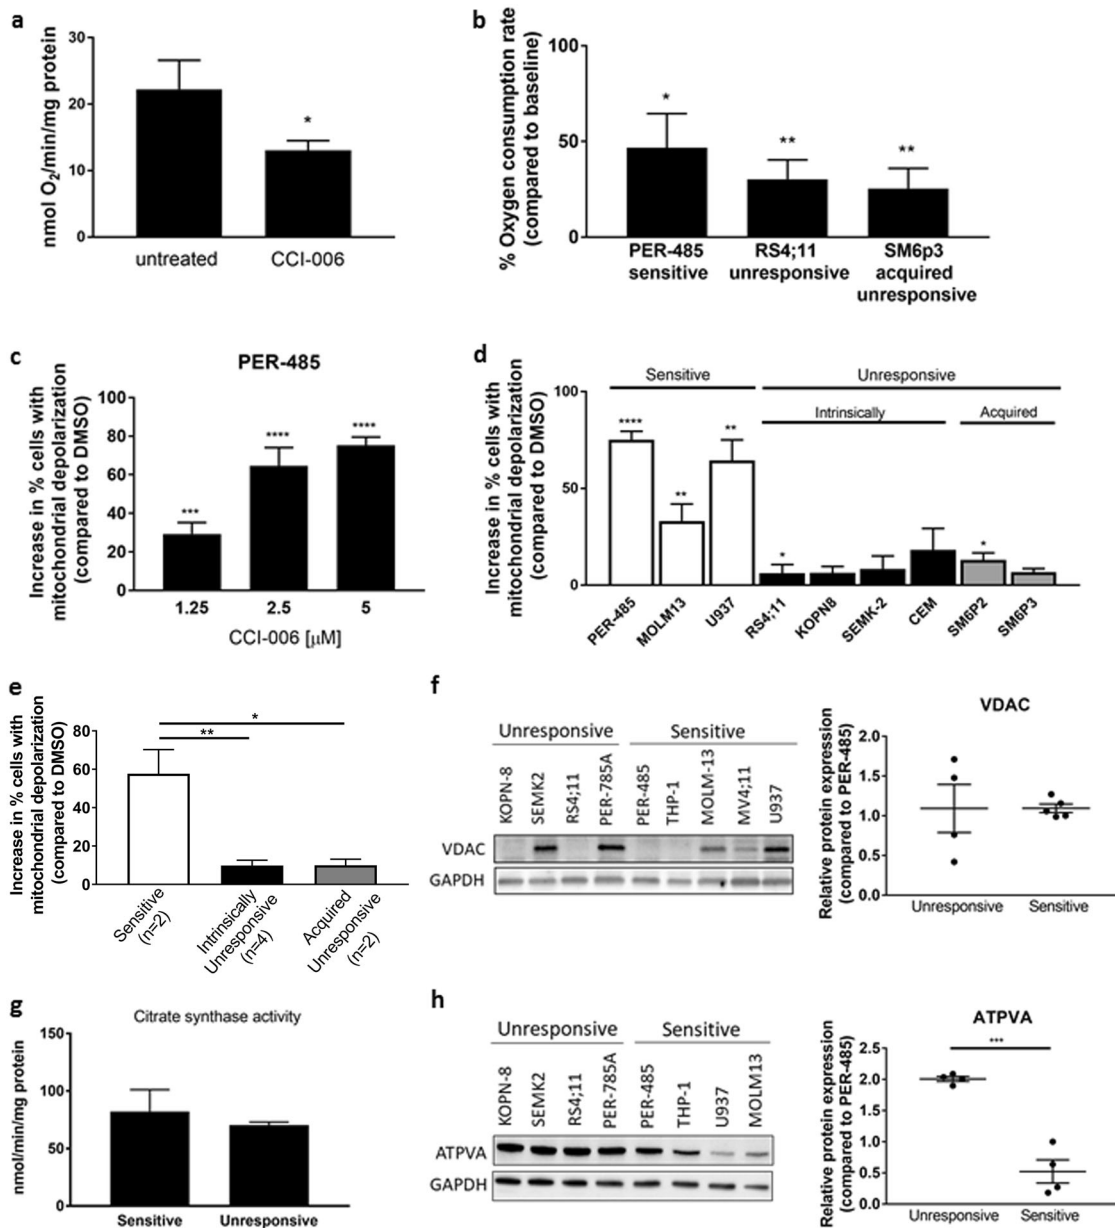 a
nmol O2/min/mg protein
30
20
10
0
*
untreated
CCI-006
b
% Oxygen consumption rate
(compared to baseline)
100
50
0
*
**
**
PER-485
sensitive
RS4;11
unresponsive
SM6p3
acquired
unresponsive
c
PER-485
Increase in % cells with
mitochondrial depolarization
(compared to DMSO)
100
80
60
40
20
0
***
****
****
1.25
2.5
5
CCI-006 [µM]
d
Increase in % cells with
mitochondrial depolarization
(compared to DMSO)
100
50
0
Sensitive
Unresponsive
Intrinsically
Acquired
****
**
**
*
*
PER-485
MOLM13
U937
RS4;11
KOPN8
SEMK-2
CEM
SM6P2
SM6P3
e
Increase in % cells with
mitochondrial depolarization
(compared to DMSO)
80
60
40
20
0
*
**
Sensitive
(n=2)
Intrinsically
Unresponsive
(n=4)
Acquired
Unresponsive
(n=2)
f
Unresponsive
Sensitive
KOPN-8
SEMK2
RS4;11
PER-785A
PER-485
THP-1
MOLM-13
MV4;11
U937
VDAC
GAPDH
VDAC
Relative protein expression
(compared to PER-485)
2.0
1.5
1.0
0.5
0.0
Unresponsive
Sensitive
g
Citrate synthase activity
nmol/min/mg protein
150
100
50
0
Sensitive
Unresponsive
h
Unresponsive
Sensitive
KOPN-8
SEMK2
RS4;11
PER-785A
PER-485
THP-1
U937
MOLM13
ATPVA
GAPDH
ATPVA
Relative protein expression
(compared to PER-485)
2.5
2.0
1.5
1.0
0.5
0.0
***
Unresponsive
Sensitive